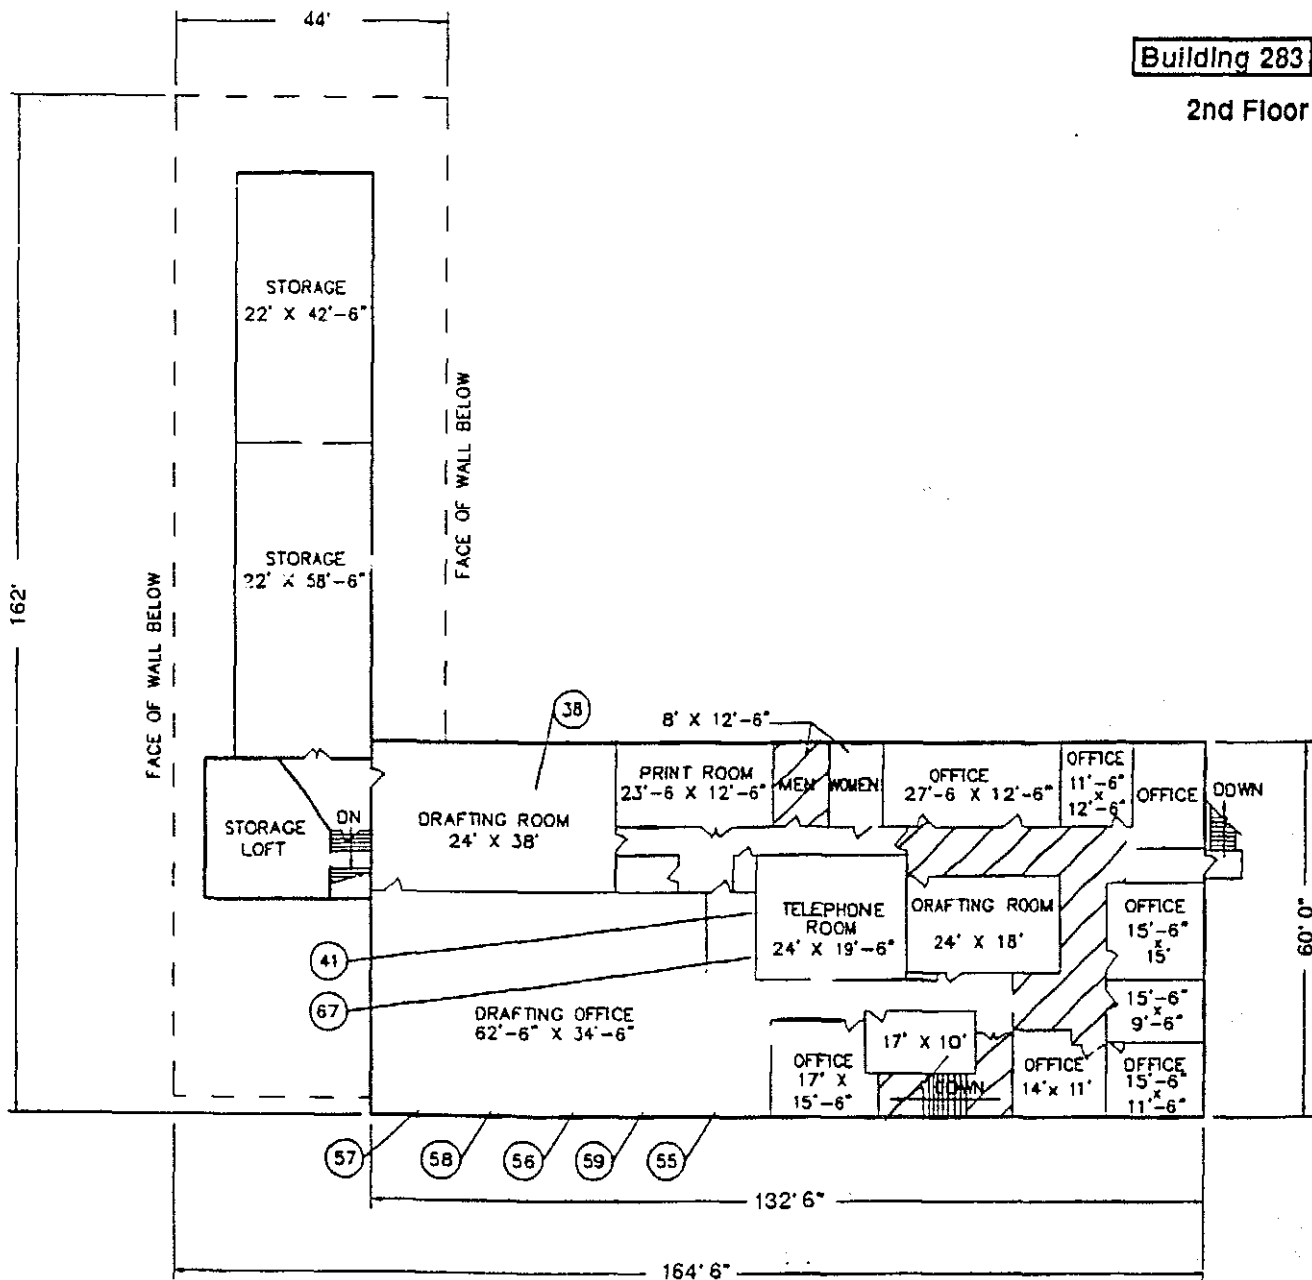 44'
Building 283
2nd Floor
162'
STORAGE
22' X 42'-6"
FACE OF WALL BELOW
STORAGE
22' X 58'-6"
FACE OF WALL BELOW
38
8' X 12'-6"
PRINT ROOM
23'-6 X 12'-6"
MEN
WOMEN
OFFICE
27'-6 X 12'-6"
OFFICE
11'-6"
X
12'-6"
OFFICE
DOWN
STORAGE
LOFT
DN
DRAFTING ROOM
24' X 38'
TELEPHONE
ROOM
24' X 19'-6"
DRAFTING ROOM
24' X 18'
OFFICE
15'-6"
x
15'
60' 0"
41
67
DRAFTING OFFICE
62'-6" X 34'-6"
15'-6"
x
9'-6"
17' X 10'
OFFICE
17' X
15'-6"
DOWN
OFFICE
14' x 11'
OFFICE
15'-6"
x
11'-6"
57
58
56
59
55
132' 6"
164' 6"